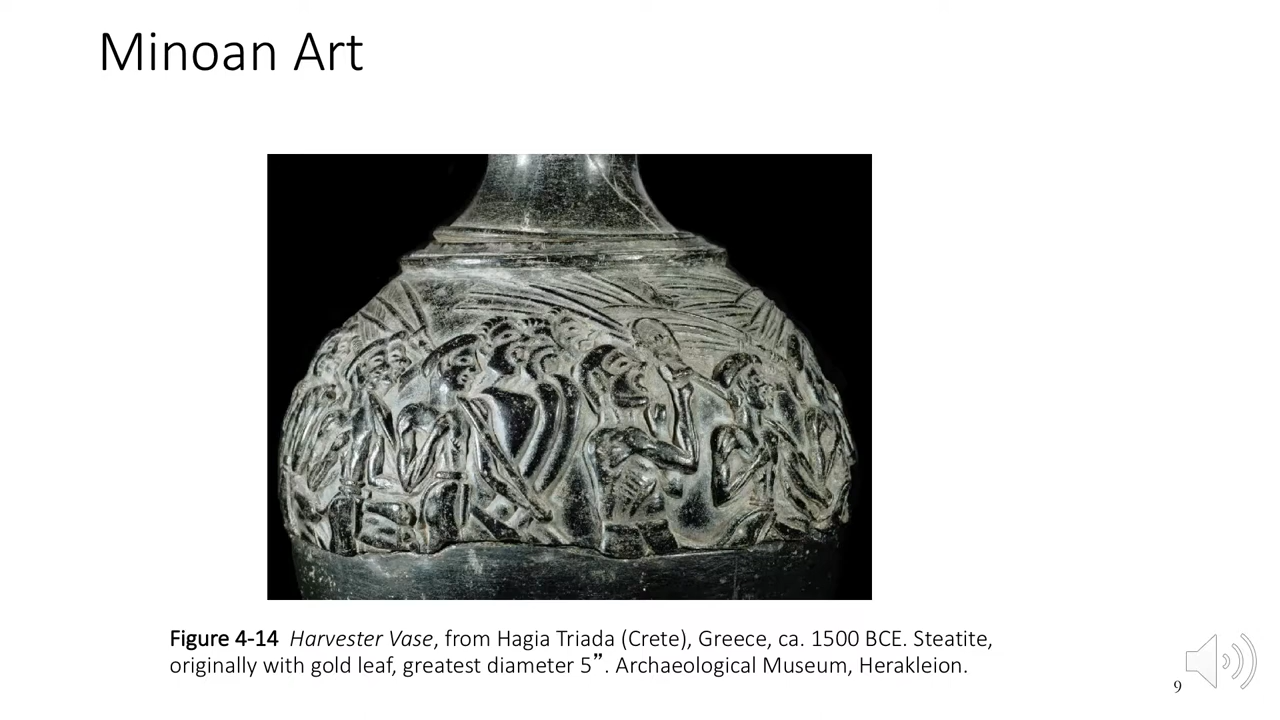 Minoan Art
Figure 4-14 Harvester Vase, from Hagia Triada (Crete), Greece, ca. 1500 BCE. Steatite,
originally with gold leaf, greatest diameter 5”. Archaeological Museum, Herakleion.
9